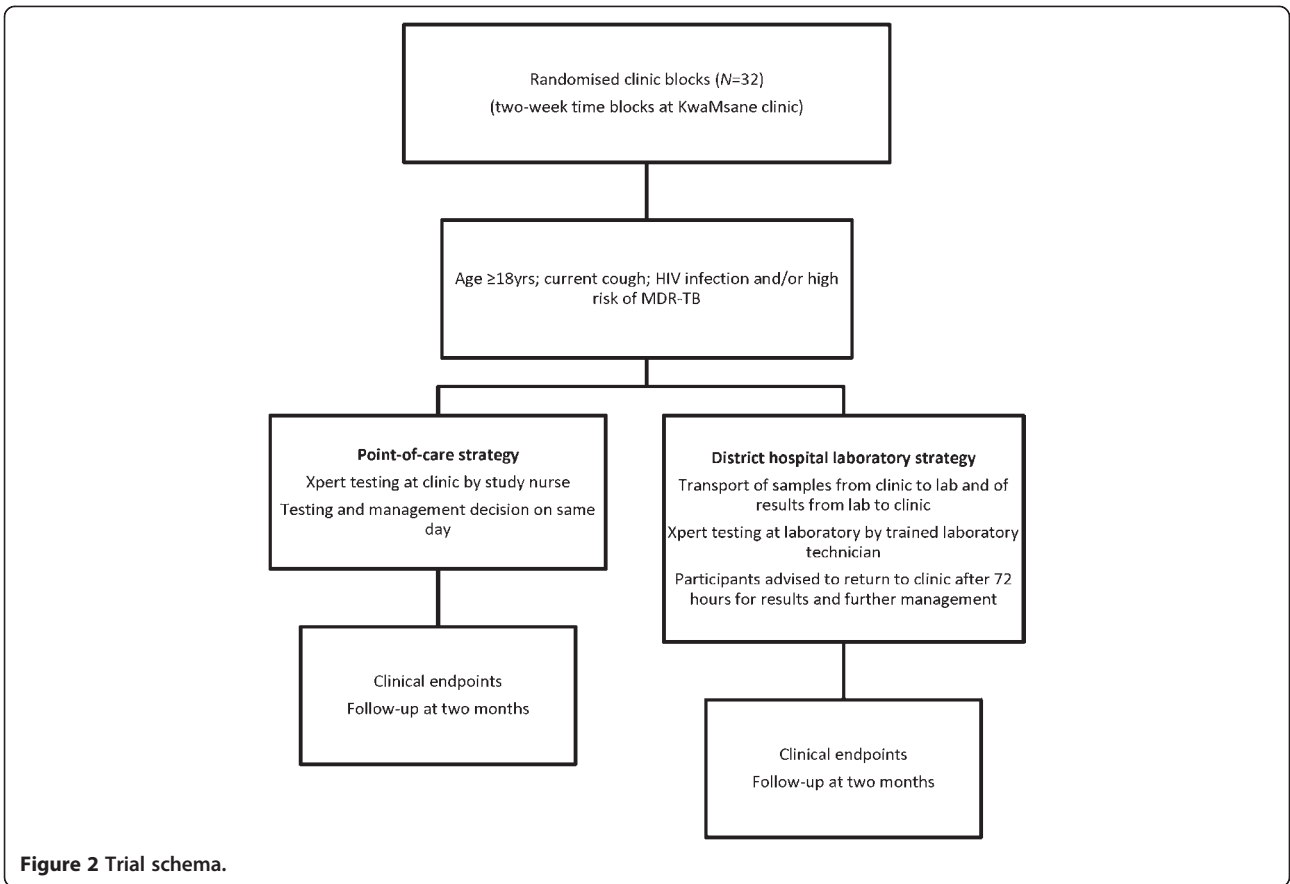 Randomised clinic blocks (N=32)
(two-week time blocks at KwaMsane clinic)
Age ≥18yrs; current cough; HIV infection and/or high
risk of MDR-TB
Point-of-care strategy
Xpert testing at clinic by study nurse
Testing and management decision on same
day
District hospital laboratory strategy
Transport of samples from clinic to lab and of
results from lab to clinic
Xpert testing at laboratory by trained laboratory
technician
Participants advised to return to clinic after 72
hours for results and further management
Clinical endpoints
Follow-up at two months
Clinical endpoints
Follow-up at two months
Figure 2 Trial schema.